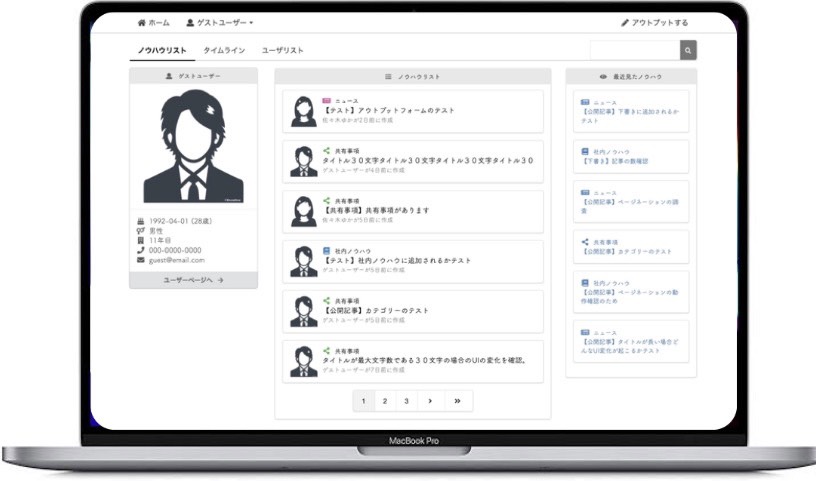 ホーム
ゲストユーザー
アウトプットする
ノウハウリスト
タイムライン
ユーザリスト
ゲストユーザー
1992-04-01 (28歳)
男性
11年目
000-0000-0000
guest@email.com
ユーザーページへ →
ノウハウリスト
ニュース
【テスト】アウトプットフォームのテスト
佐々木ゆかが2日前に作成
共有事項
タイトル３０文字タイトル３０文字タイトル３０文字タイトル３０
ゲストユーザーが4日前に作成
共有事項
【共有事項】共有事項があります
佐々木ゆかが5日前に作成
社内ノウハウ
【テスト】社内ノウハウに追加されるかテスト
ゲストユーザーが5日前に作成
共有事項
【公開記事】カテゴリーのテスト
ゲストユーザーが5日前に作成
共有事項
タイトルが最大文字数である３０文字の場合のUIの変化を確認。
ゲストユーザーが7日前に作成
1 2 3 › »
最近見たノウハウ
ニュース
【公開記事】下書きに追加されるか
テスト
社内ノウハウ
【下書き】記事の数確認
ニュース
【公開記事】ページネーションの調
査
共有事項
【公開記事】カテゴリーのテスト
社内ノウハウ
【公開記事】ページネーションの動
作確認のため
ニュース
【公開記事】タイトルが長い場合ど
んなUI変化が起こるかテスト
MacBook Pro